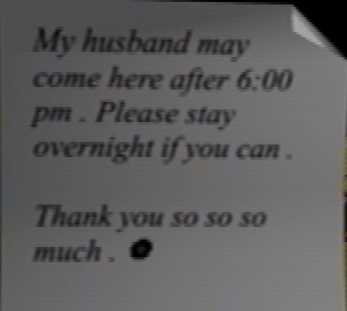 My husband may
come here after 6:00
pm . Please stay
overnight if you can .
Thank you so so so
much .